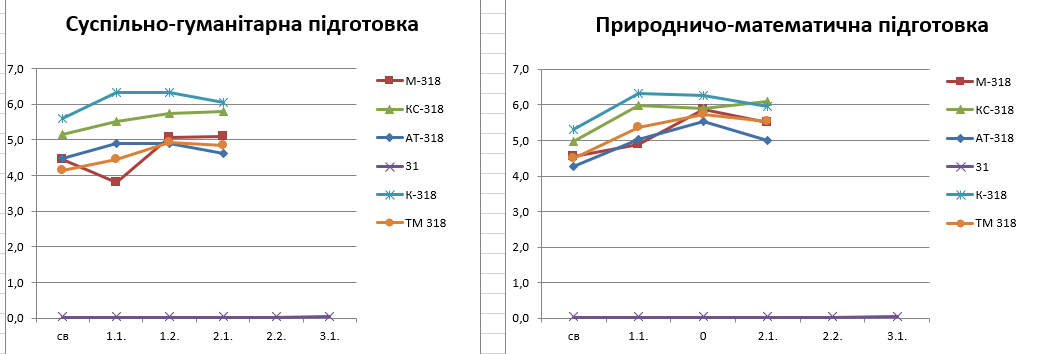 Суспільно-гуманітарна підготовка
7,0
6,0
5,0
4,0
3,0
2,0
1,0
0,0
св 1.1. 1.2. 2.1. 2.2. 3.1.
М-318
КС-318
АТ-318
31
К-318
ТМ 318
Природничо-математична підготовка
7,0
6,0
5,0
4,0
3,0
2,0
1,0
0,0
св 1.1. 0 2.1. 2.2. 3.1.
М-318
КС-318
АТ-318
31
К-318
ТМ 318